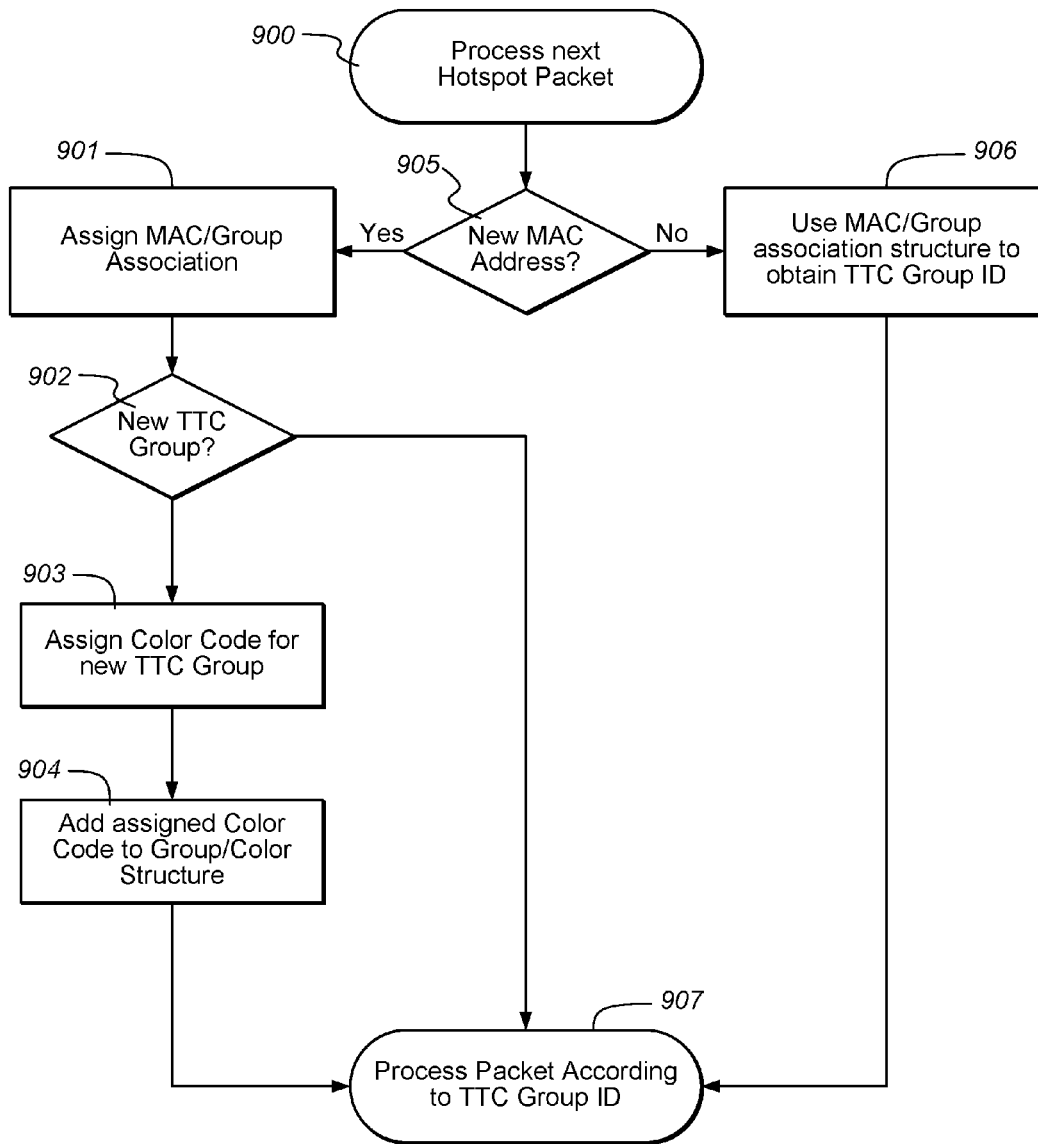 900
Process next
Hotspot Packet
901
905
906
Assign MAC/Group
Association
Yes
New MAC
Address?
No
Use MAC/Group
association structure to
obtain TTC Group ID
902
New TTC
Group?
903
Assign Color Code for
new TTC Group
904
Add assigned Color
Code to Group/Color
Structure
907
Process Packet According
to TTC Group ID